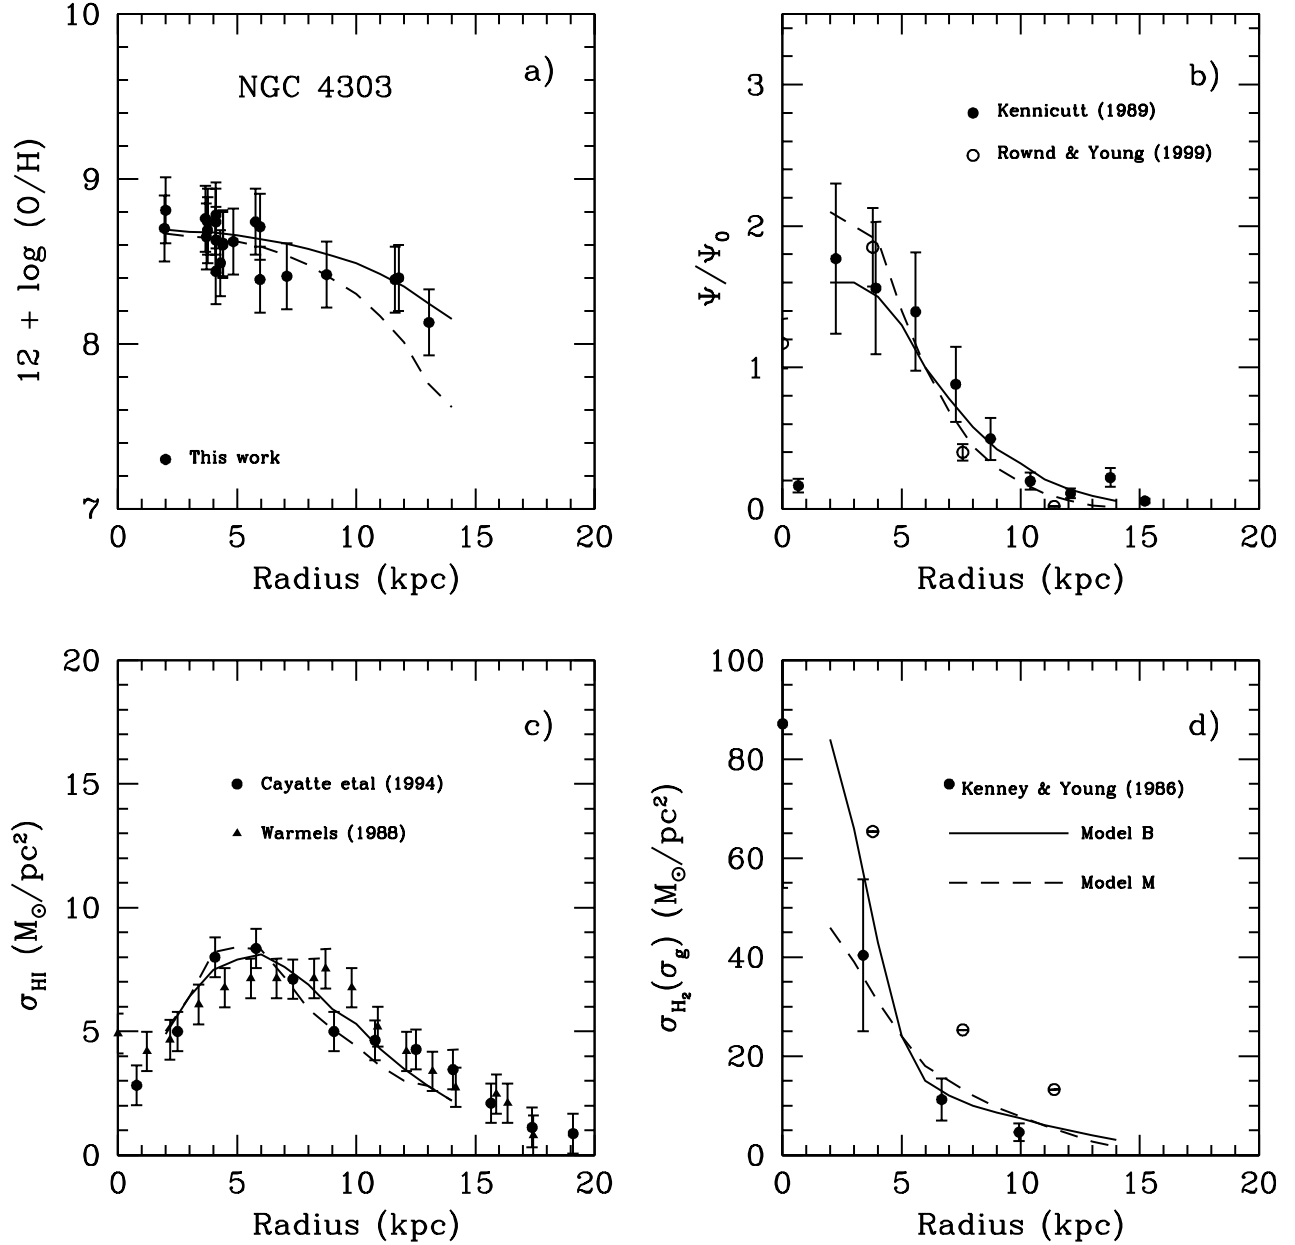 NGC 4303
a)
12 + log (O/H)
10
9
8
7
This work
0 5 10 15 20
Radius (kpc)
b)
Ψ/Ψ0
3
2
1
0
Kennicutt (1989)
Rownd & Young (1999)
0 5 10 15 20
Radius (kpc)
c)
σHI (M⊙/pc²)
20
15
10
5
0
Cayatte etal (1994)
Warmels (1988)
0 5 10 15 20
Radius (kpc)
d)
σH2(σg) (M⊙/pc²)
100
80
60
40
20
0
Kenney & Young (1986)
Model B
Model M
0 5 10 15 20
Radius (kpc)